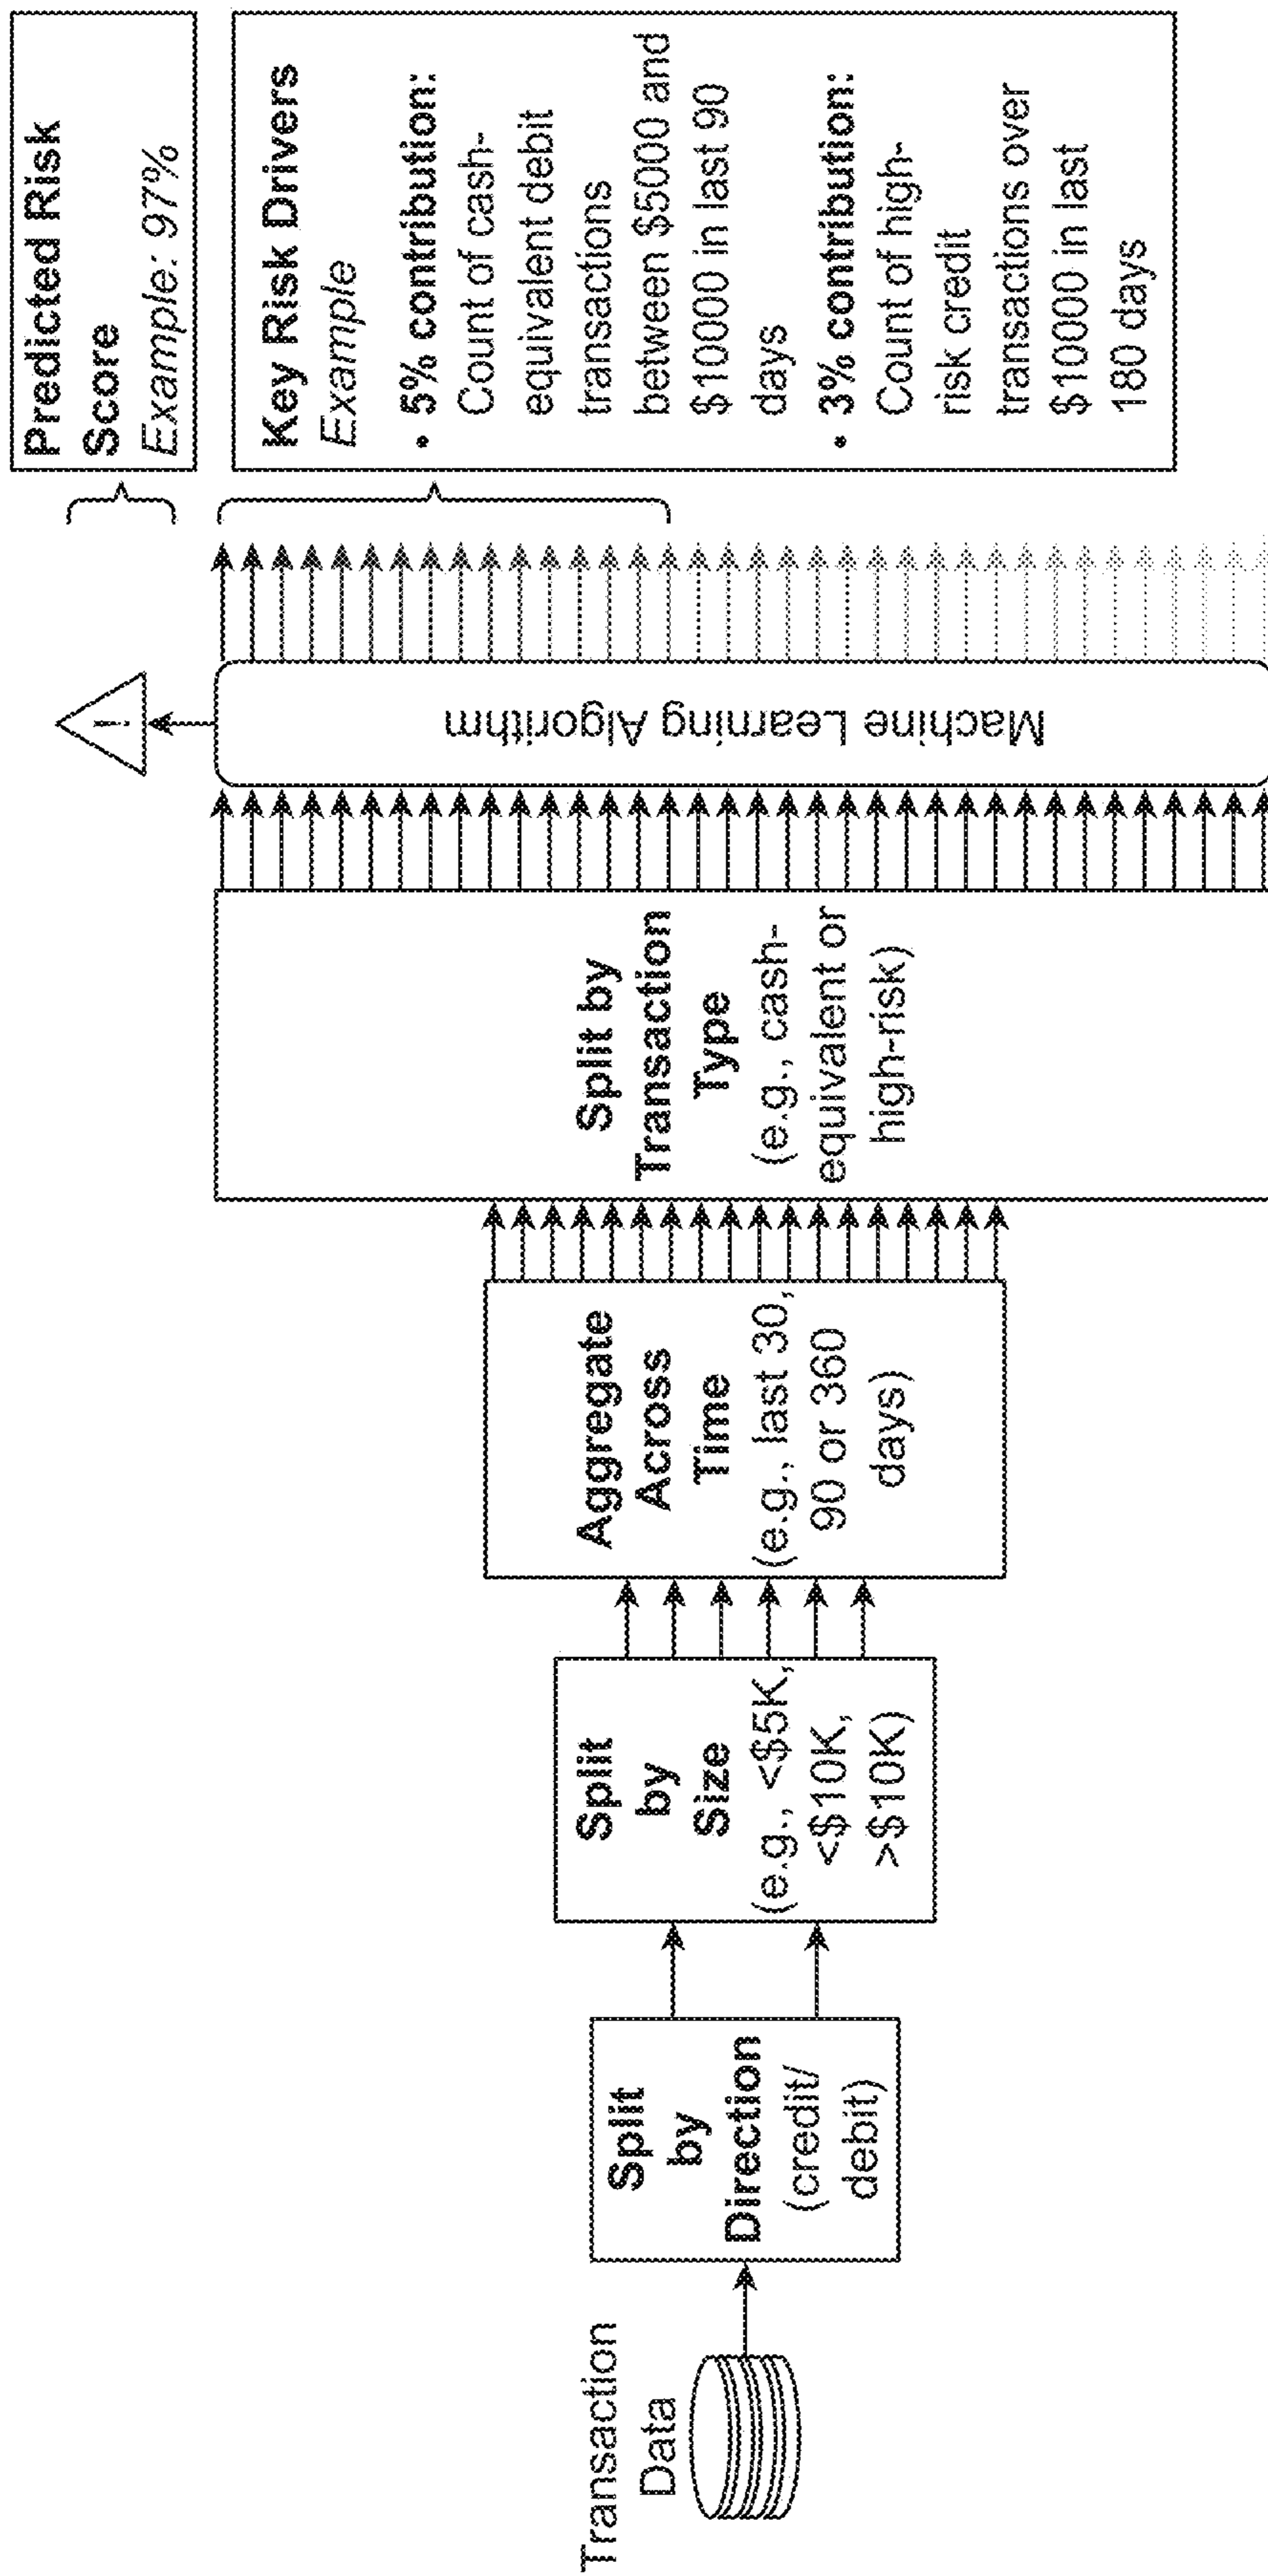 Transaction
Data
Split
by
Direction
(credit/
debit)
Split
by
Size
(e.g., <$5K,
<$10K,
>$10K)
Aggregate
Across
Time
(e.g., last 30,
90 or 360
days)
Split by
Transaction
Type
(e.g., cash-
equivalent or
high-risk)
Machine Learning Algorithm
!
Predicted Risk
Score
Example: 97%
Key Risk Drivers
Example
• 5% contribution:
Count of cash-
equivalent debit
transactions
between $5000 and
$10000 in last 90
days
• 3% contribution:
Count of high-
risk credit
transactions over
$10000 in last
180 days